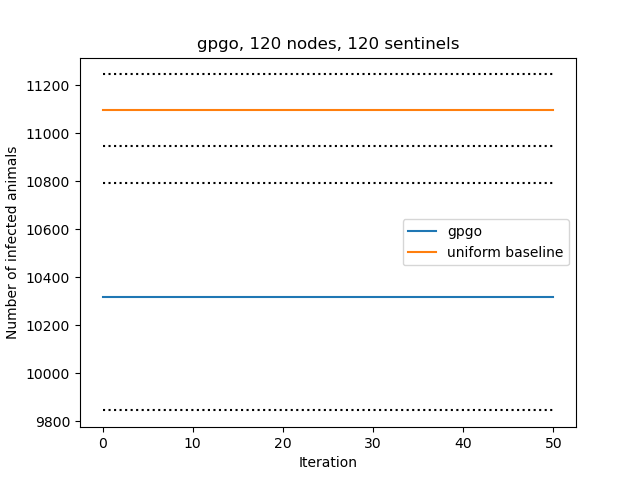 gpgo, 120 nodes, 120 sentinels
Number of infected animals
11200
11000
10800
10600
10400
10200
10000
9800
gpgo
uniform baseline
0 10 20 30 40 50
Iteration